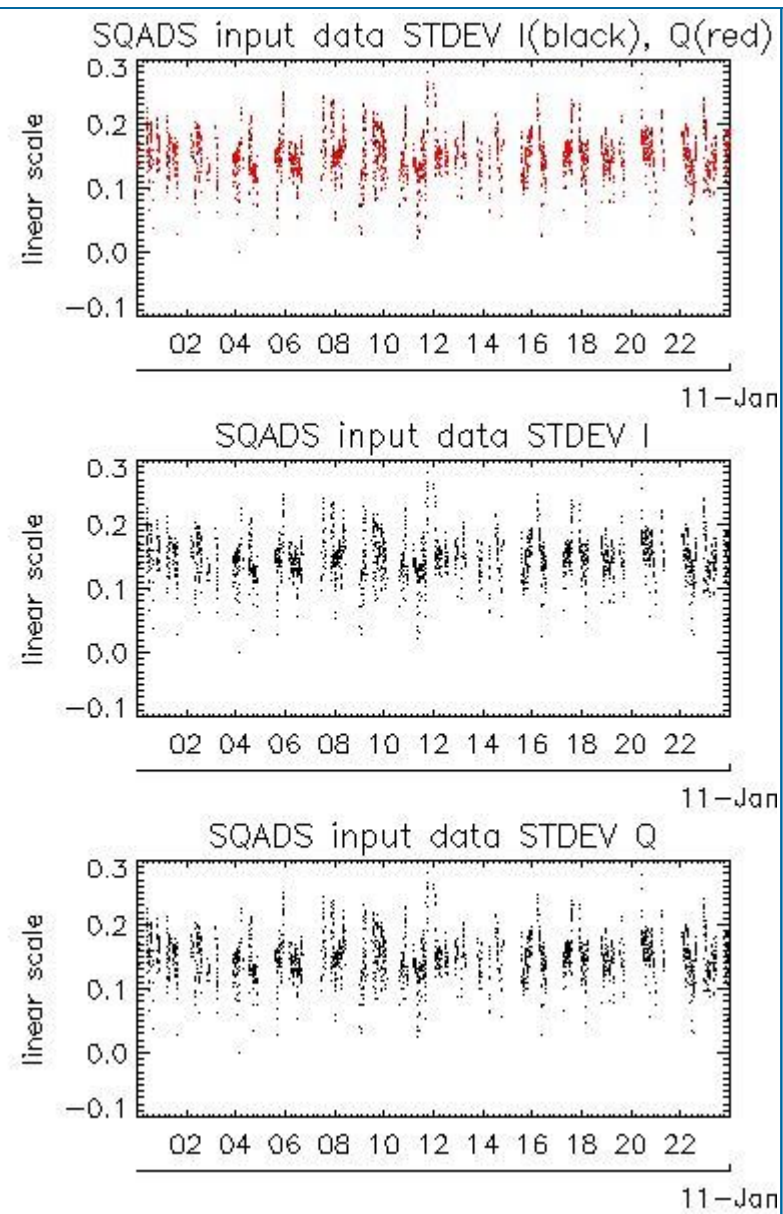 SQADS input data STDEV I(black), Q(red)
0.3
0.2
0.1
0.0
−0.1
linear scale
02 04 06 08 10 12 14 16 18 20 22
11−Jan
SQADS input data STDEV I
0.3
0.2
0.1
0.0
−0.1
linear scale
02 04 06 08 10 12 14 16 18 20 22
11−Jan
SQADS input data STDEV Q
0.3
0.2
0.1
0.0
−0.1
linear scale
02 04 06 08 10 12 14 16 18 20 22
11−Jan